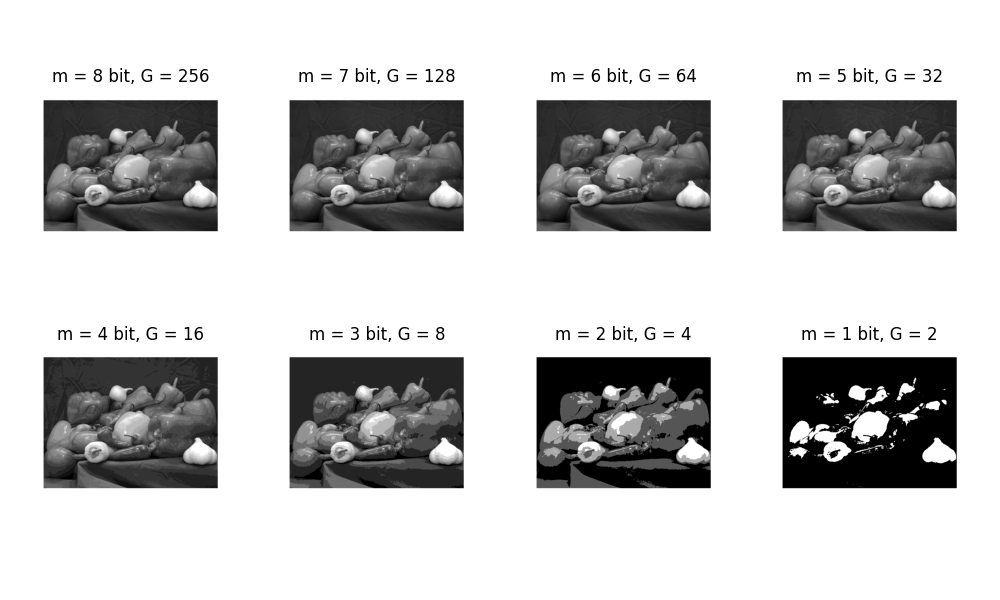 m = 8 bit, G = 256
m = 7 bit, G = 128
m = 6 bit, G = 64
m = 5 bit, G = 32
m = 4 bit, G = 16
m = 3 bit, G = 8
m = 2 bit, G = 4
m = 1 bit, G = 2